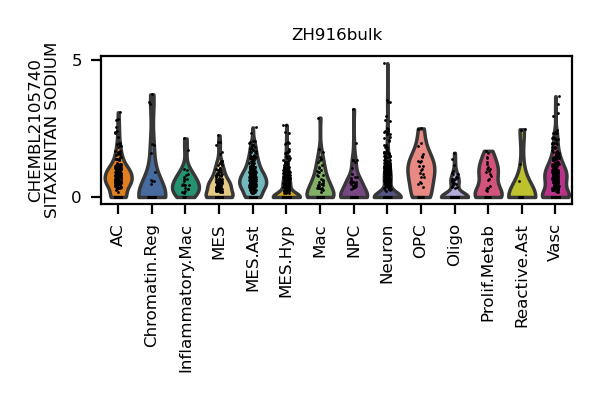 ZH916bulk
CHEMBL2105740
SITAXENTAN SODIUM
5
0
AC
Chromatin.Reg
Inflammatory.Mac
MES
MES.Ast
MES.Hyp
Mac
NPC
Neuron
OPC
Oligo
Prolif.Metab
Reactive.Ast
Vasc